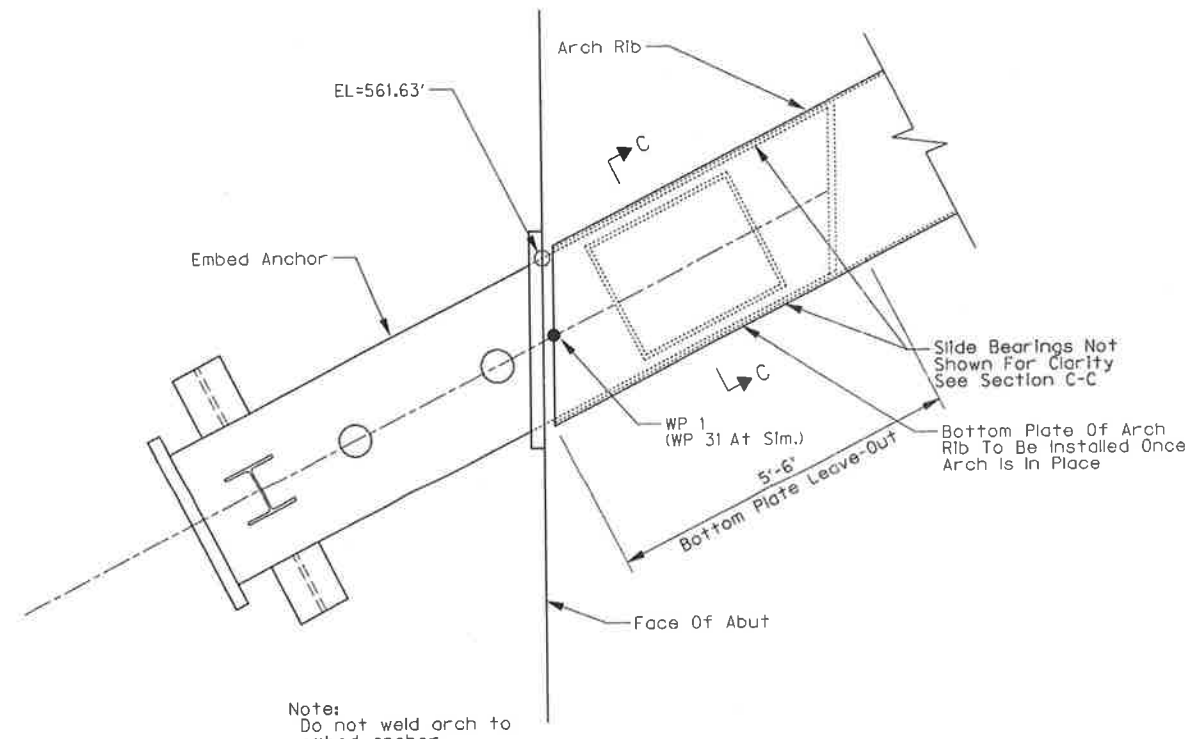 Arch Rib
EL=561.63'
C
Embed Anchor
Slide Bearings Not
Shown For Clarity
See Section C-C
C
WP 1
(WP 31 At Sim.)
Bottom Plate Of Arch
Rib To Be Installed Once
Arch Is In Place
5'-6"
Bottom Plate Leave-Out
Face Of Abut
Note:
Do not weld arch to
anchor